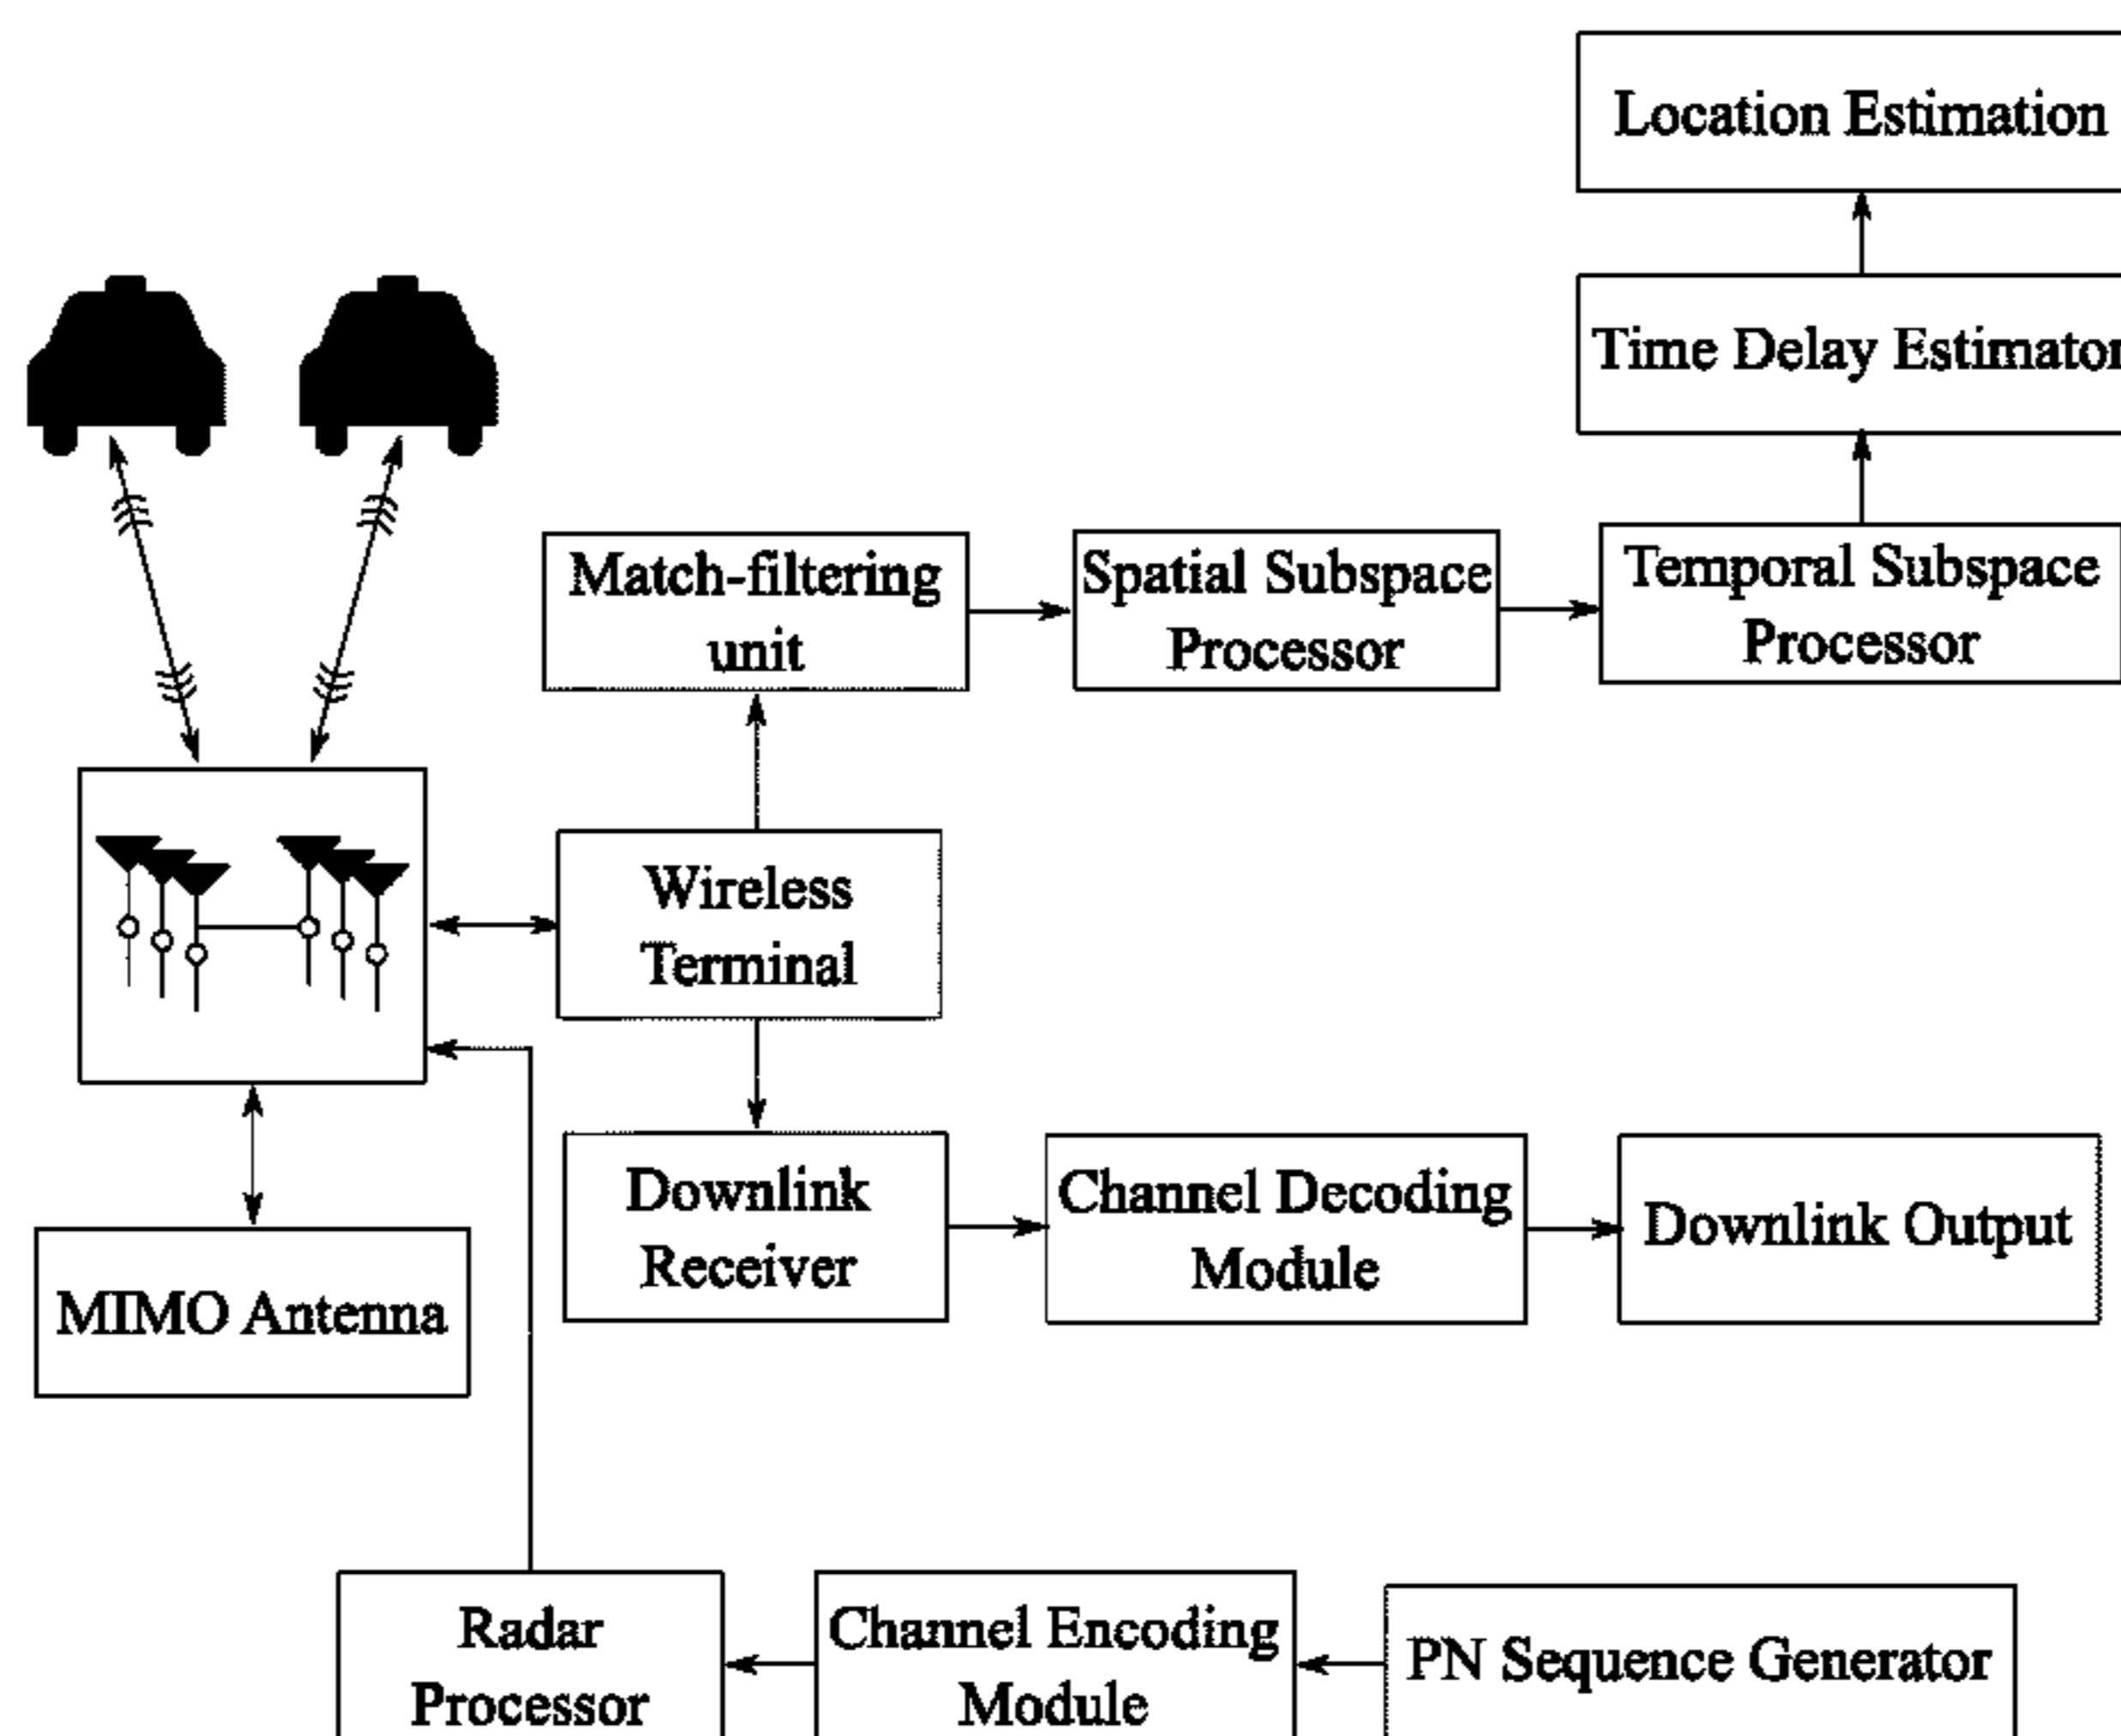 Location Estimation
Time Delay Estimator
Match-filtering
unit
Spatial Subspace
Processor
Temporal Subspace
Processor
Wireless
Terminal
Downlink
Receiver
Channel Decoding
Module
Downlink Output
MIMO Antenna
Radar
Processor
Channel Encoding
Module
PN Sequence Generator